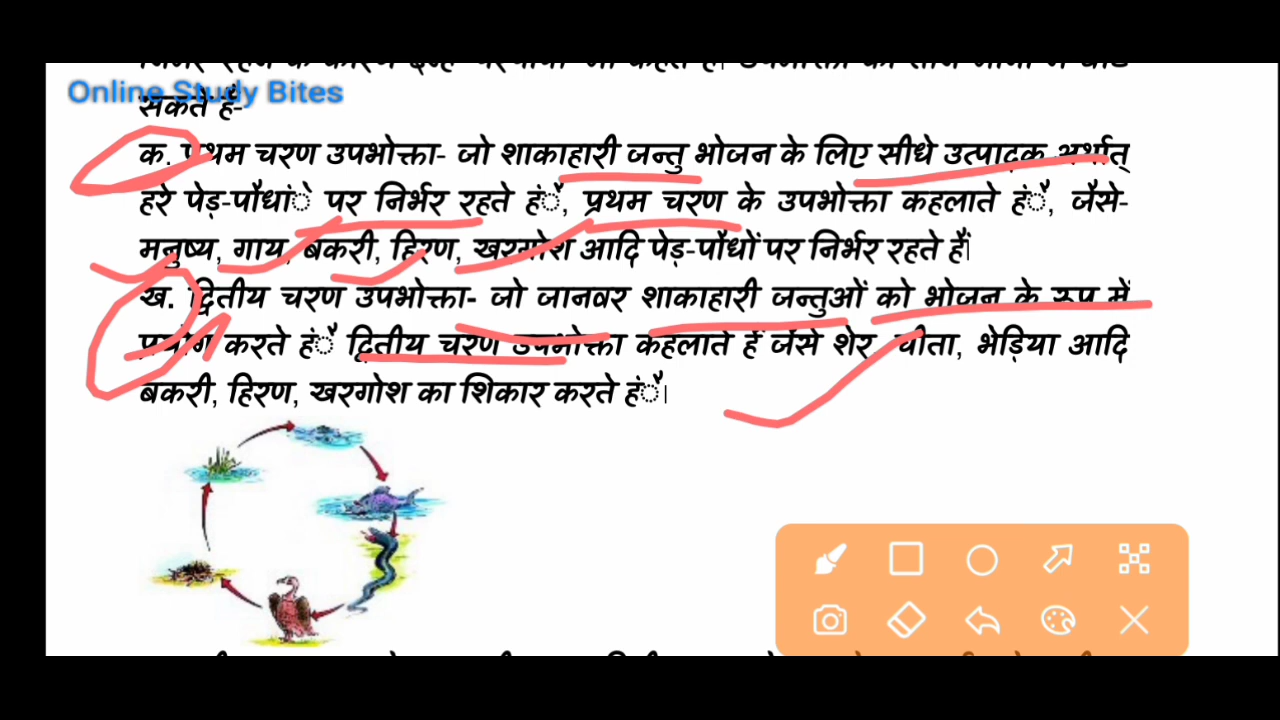 Online Study Bites
सकते हैं-
क. प्रथम चरण उपभोक्ता- जो शाकाहारी जन्तु भोजन के लिए सीधे उत्पादक अर्थात्
हरे पेड़-पौधांे पर निर्भर रहते हंै, प्रथम चरण के उपभोक्ता कहलाते हंै, जैसे-
मनुष्य, गाय, बकरी, हिरण, खरगोश आदि पेड़-पौधों पर निर्भर रहते हैं।
ख. द्वितीय चरण उपभोक्ता- जो जानवर शाकाहारी जन्तुओं को भोजन के रूप में
प्रयोग करते हंै द्वितीय चरण उपभोक्ता कहलाते हैं जैसे शेर, चीता, भेड़िया आदि
बकरी, हिरण, खरगोश का शिकार करते हंै।